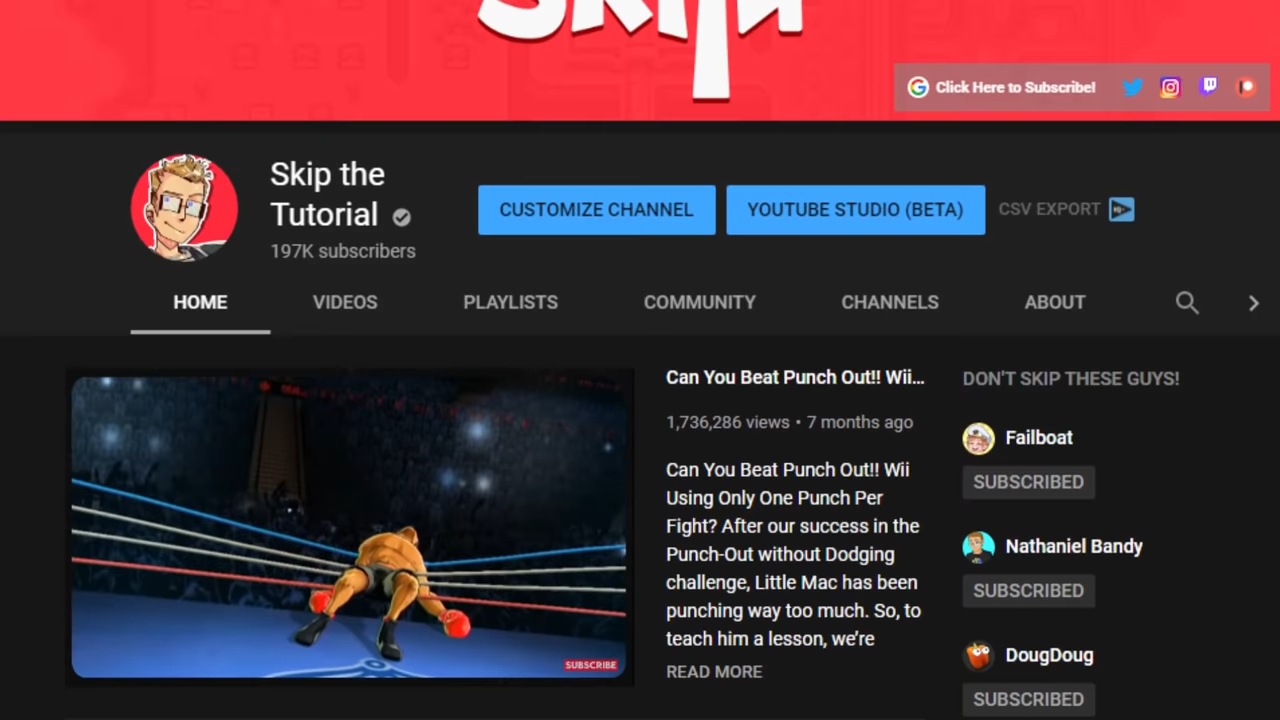 Click Here to Subscribe!
Skip the
Tutorial
197K subscribers
CUSTOMIZE CHANNEL
YOUTUBE STUDIO (BETA)
CSV EXPORT
HOME
VIDEOS
PLAYLISTS
COMMUNITY
CHANNELS
ABOUT
SUBSCRIBE
Can You Beat Punch Out!! Wii...
1,736,286 views • 7 months ago
Can You Beat Punch Out!! Wii
Using Only One Punch Per
Fight? After our success in the
Punch-Out without Dodging
challenge, Little Mac has been
punching way too much. So, to
teach him a lesson, we’re
READ MORE
DON'T SKIP THESE GUYS!
Failboat
SUBSCRIBED
Nathaniel Bandy
SUBSCRIBED
DougDoug
SUBSCRIBED